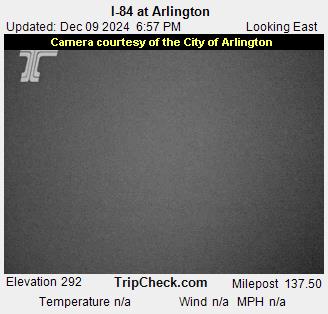 I-84 at Arlington
Updated: Dec 09 2024 6:57 PM Looking East
Camera courtesy of the City of Arlington
Elevation 292 TripCheck.com Milepost 137.50
Temperature n/a Wind n/a MPH n/a